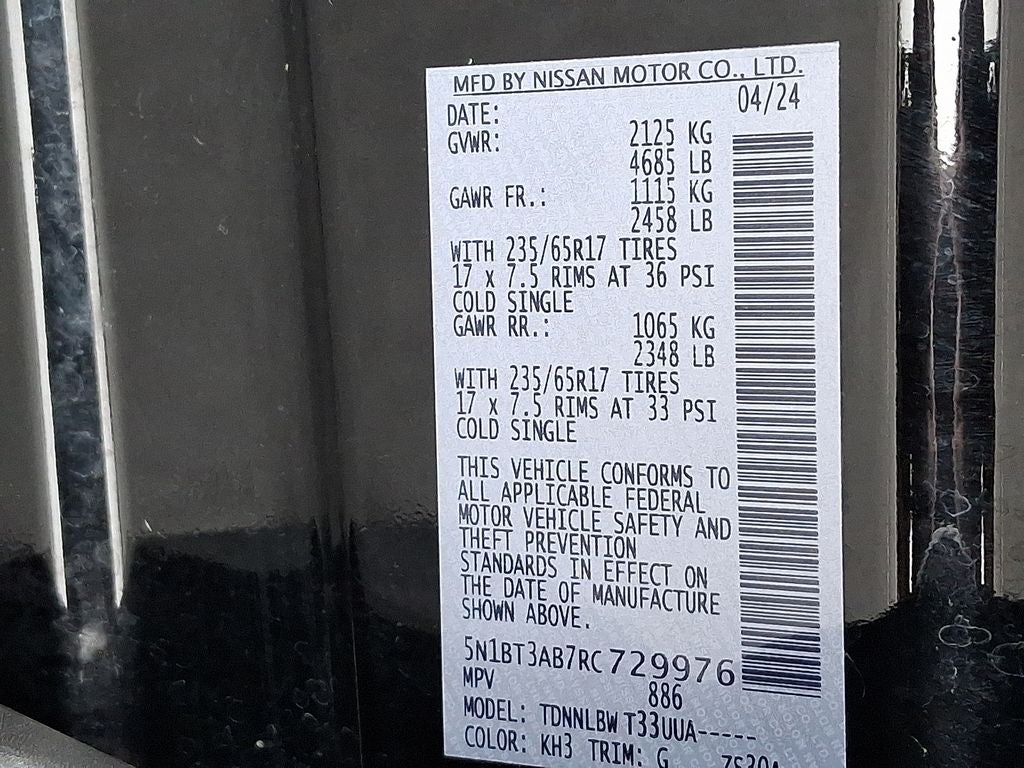 MFD BY NISSAN MOTOR CO., LTD.
DATE: 04/24
GVWR: 2125 KG
4685 LB
GAWR FR.: 1115 KG
2458 LB
WITH 235/65R17 TIRES
17 x 7.5 RIMS AT 36 PSI
COLD SINGLE
GAWR RR.: 1065 KG
2348 LB
WITH 235/65R17 TIRES
17 x 7.5 RIMS AT 33 PSI
COLD SINGLE
THIS VEHICLE CONFORMS TO
ALL APPLICABLE FEDERAL
MOTOR VEHICLE SAFETY AND
THEFT PREVENTION
STANDARDS IN EFFECT ON
THE DATE OF MANUFACTURE
SHOWN ABOVE.
5N1BT3AB7RC729976
MPV 886
MODEL: TDNNLBW T33UUA-----
COLOR: KH3 TRIM: G